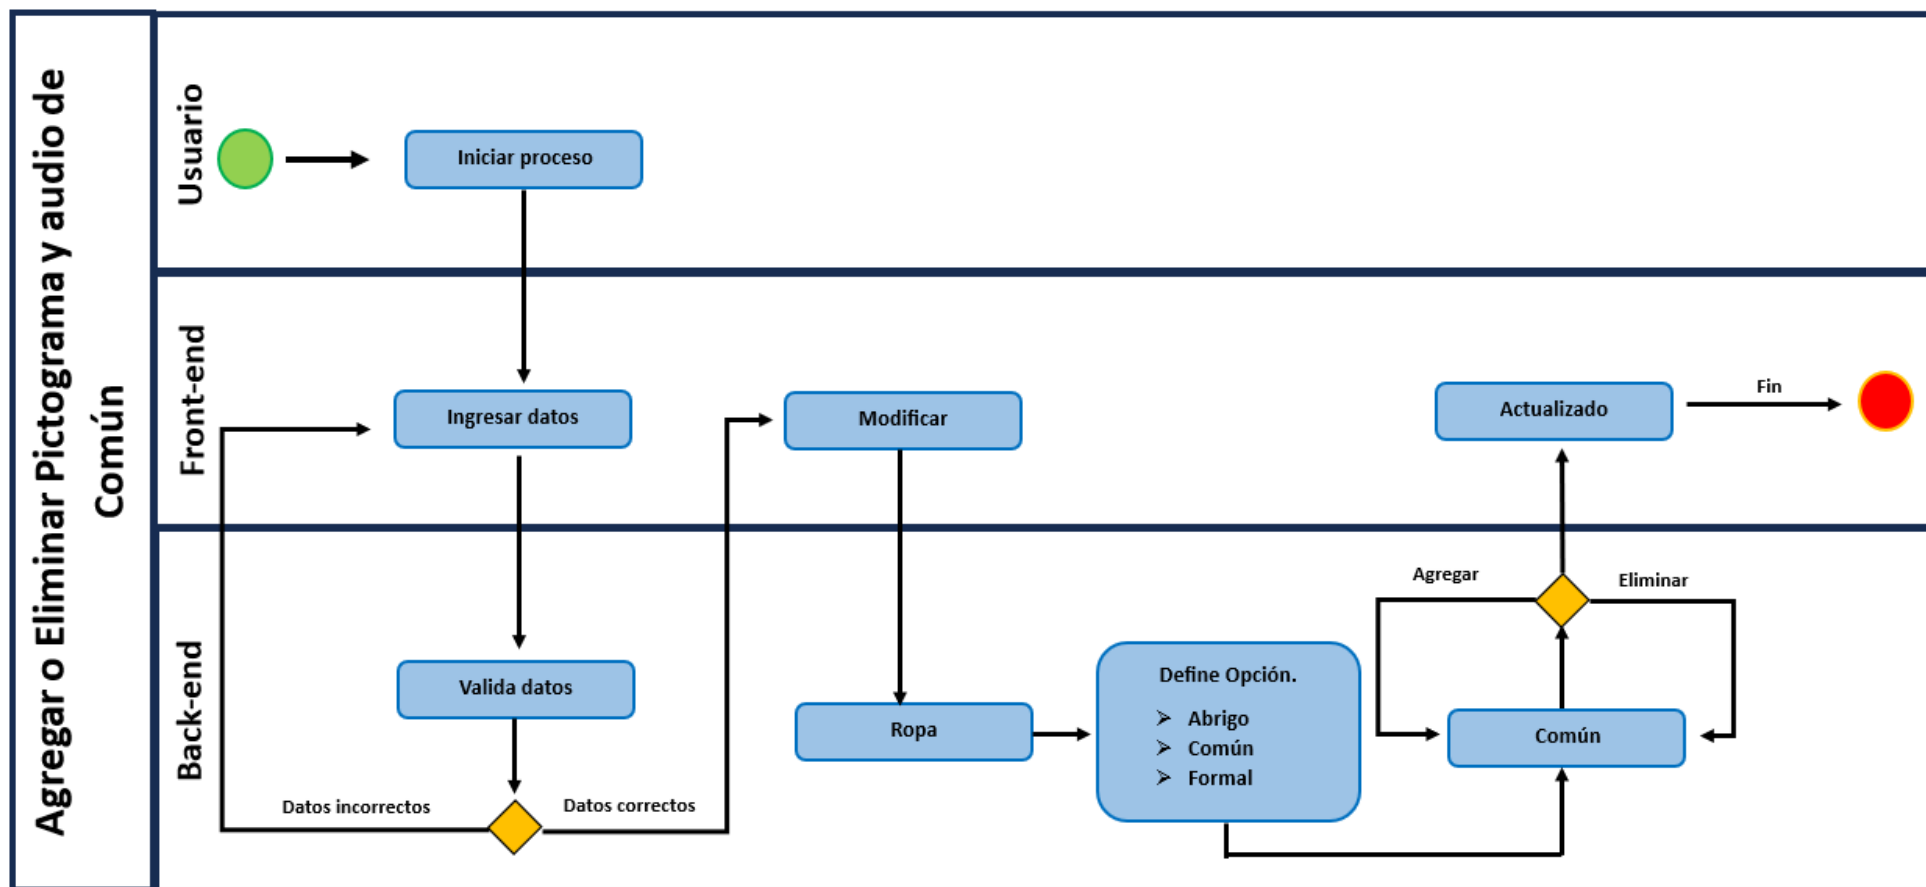 Agregar o Eliminar Pictograma y audio de
Común
Usuario
Iniciar proceso
Front-end
Ingresar datos
Modificar
Actualizado
Fin
Back-end
Valida datos
Datos incorrectos
Datos correctos
Ropa
Define Opción.
➢ Abrigo
➢ Común
➢ Formal
Agregar
Eliminar
Común